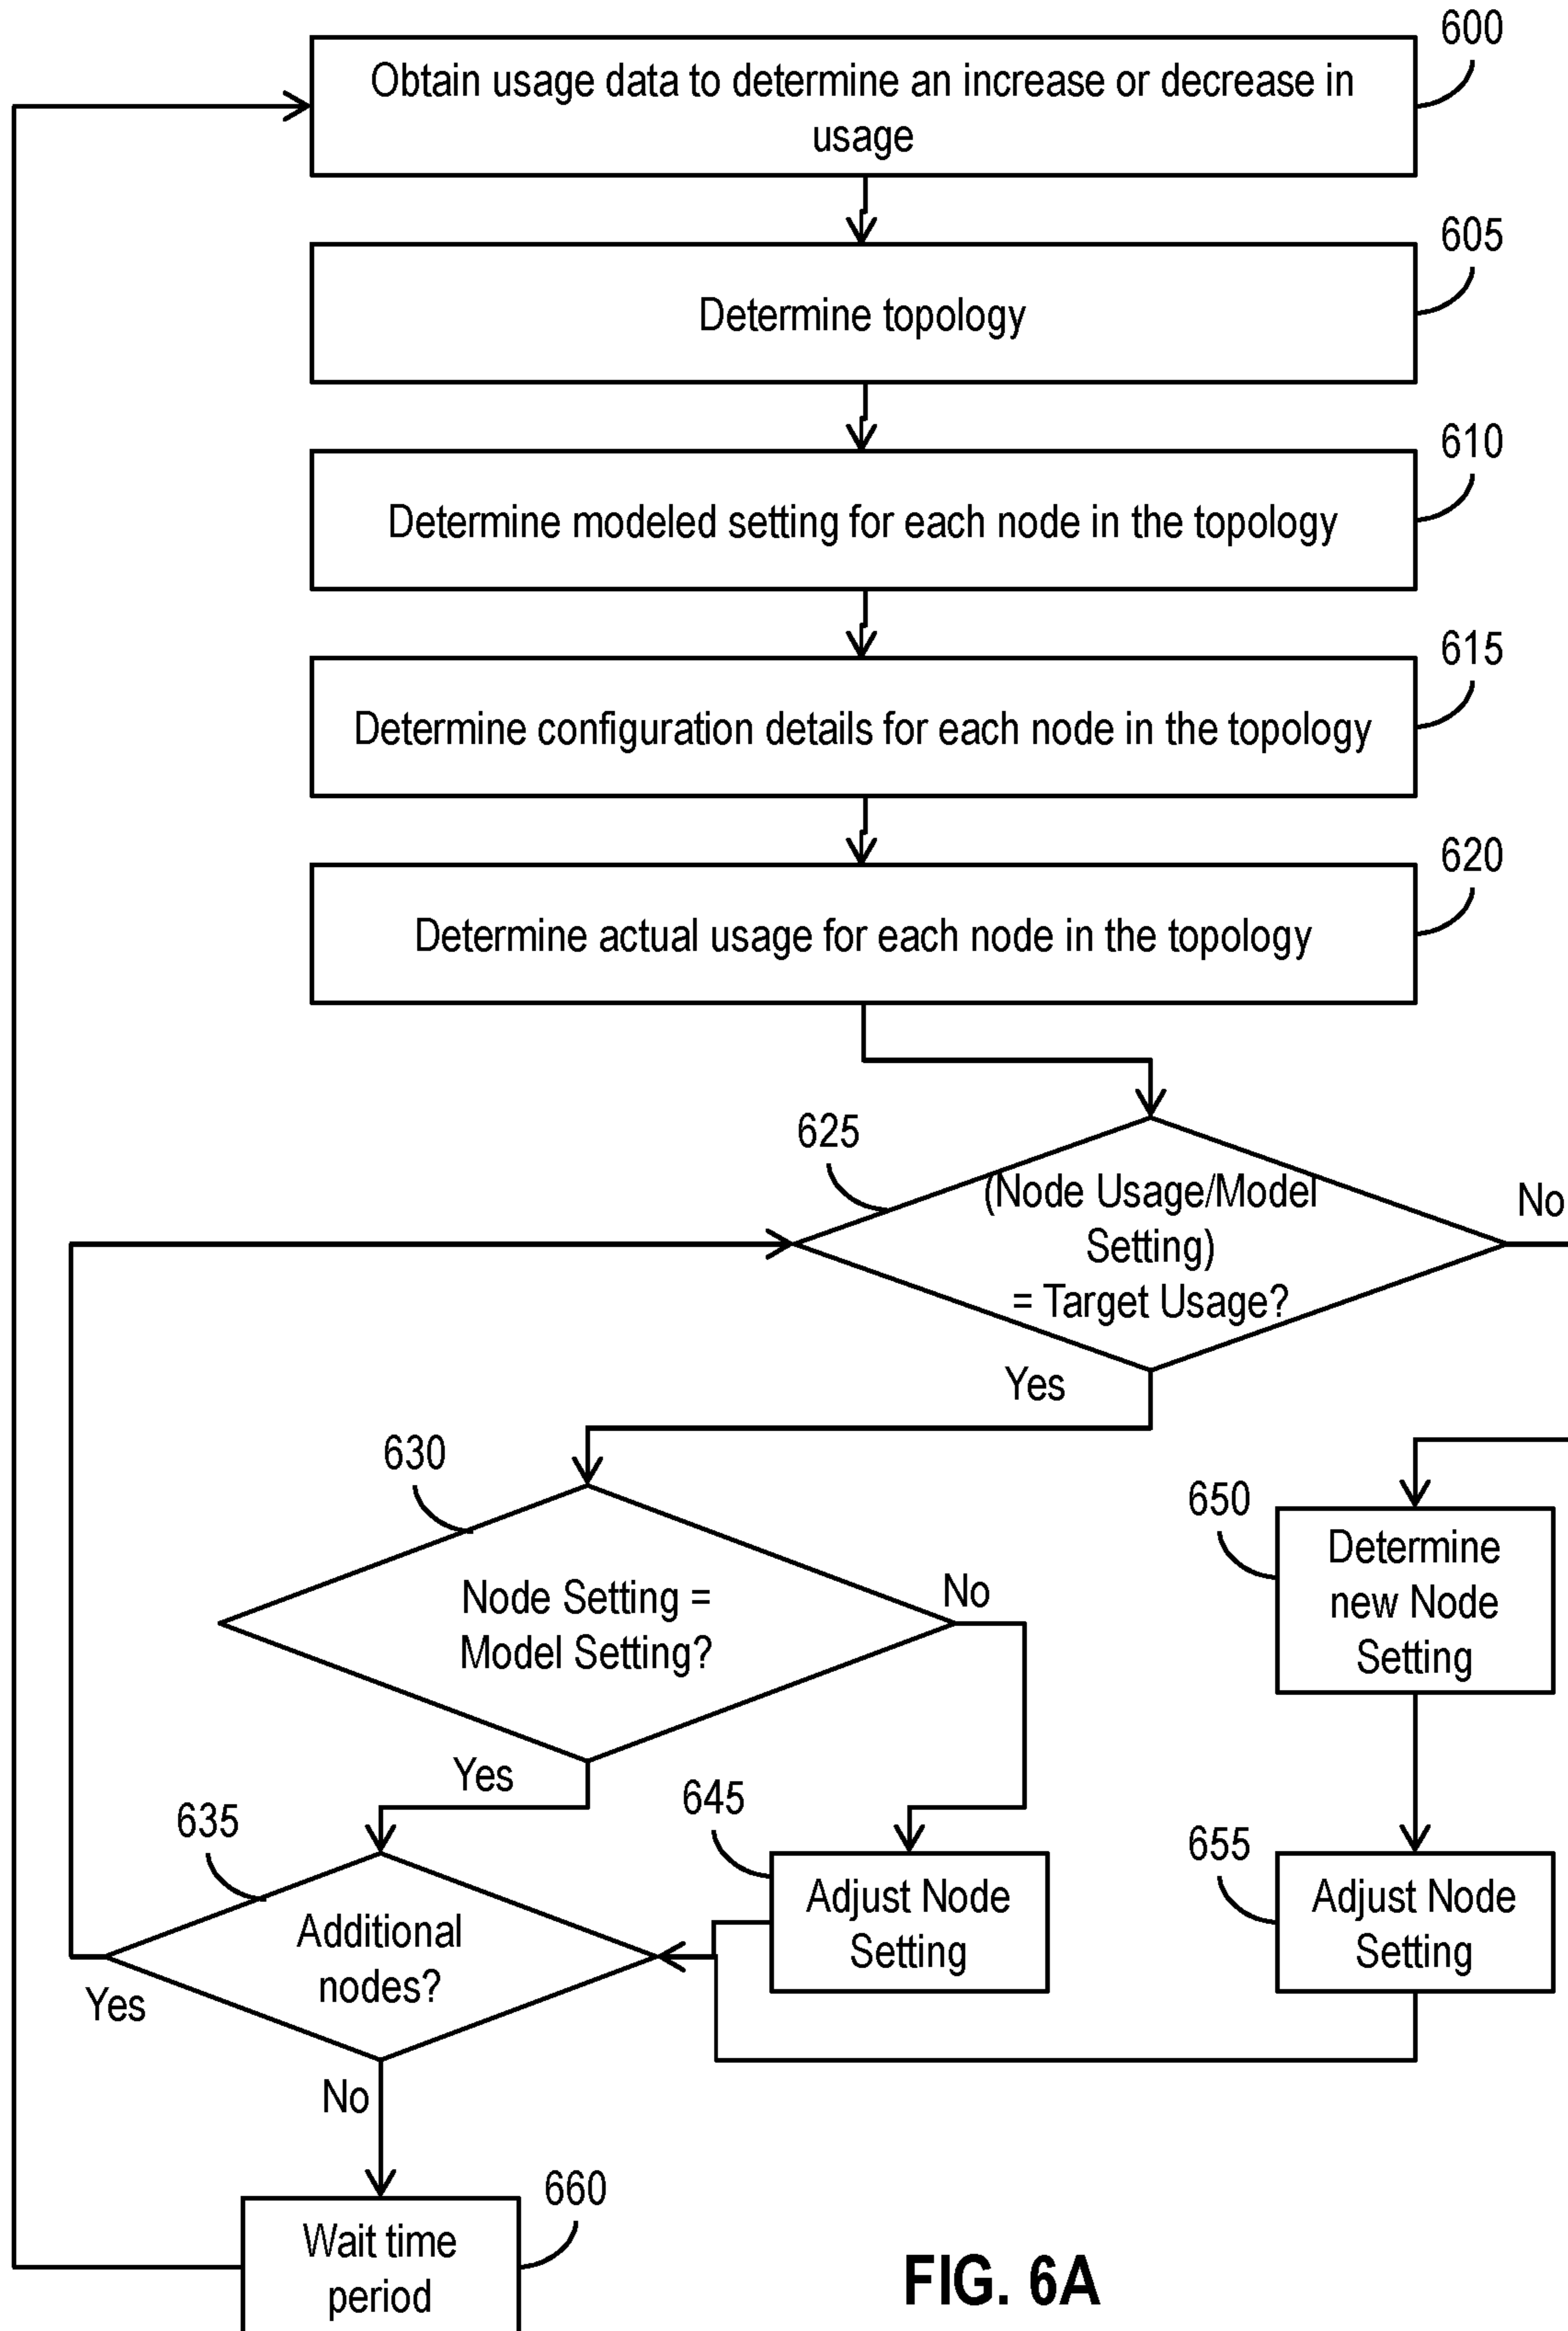 600
Obtain usage data to determine an increase or decrease in
usage
605
Determine topology
610
Determine modeled setting for each node in the topology
615
Determine configuration details for each node in the topology
620
Determine actual usage for each node in the topology
625
(Node Usage/Model
Setting)
= Target Usage?
No
Yes
630
Node Setting =
Model Setting?
No
Yes
650
Determine
new Node
Setting
635
Additional
nodes?
Yes
No
645
Adjust Node
Setting
655
Adjust Node
Setting
660
Wait time
period
FIG. 6A